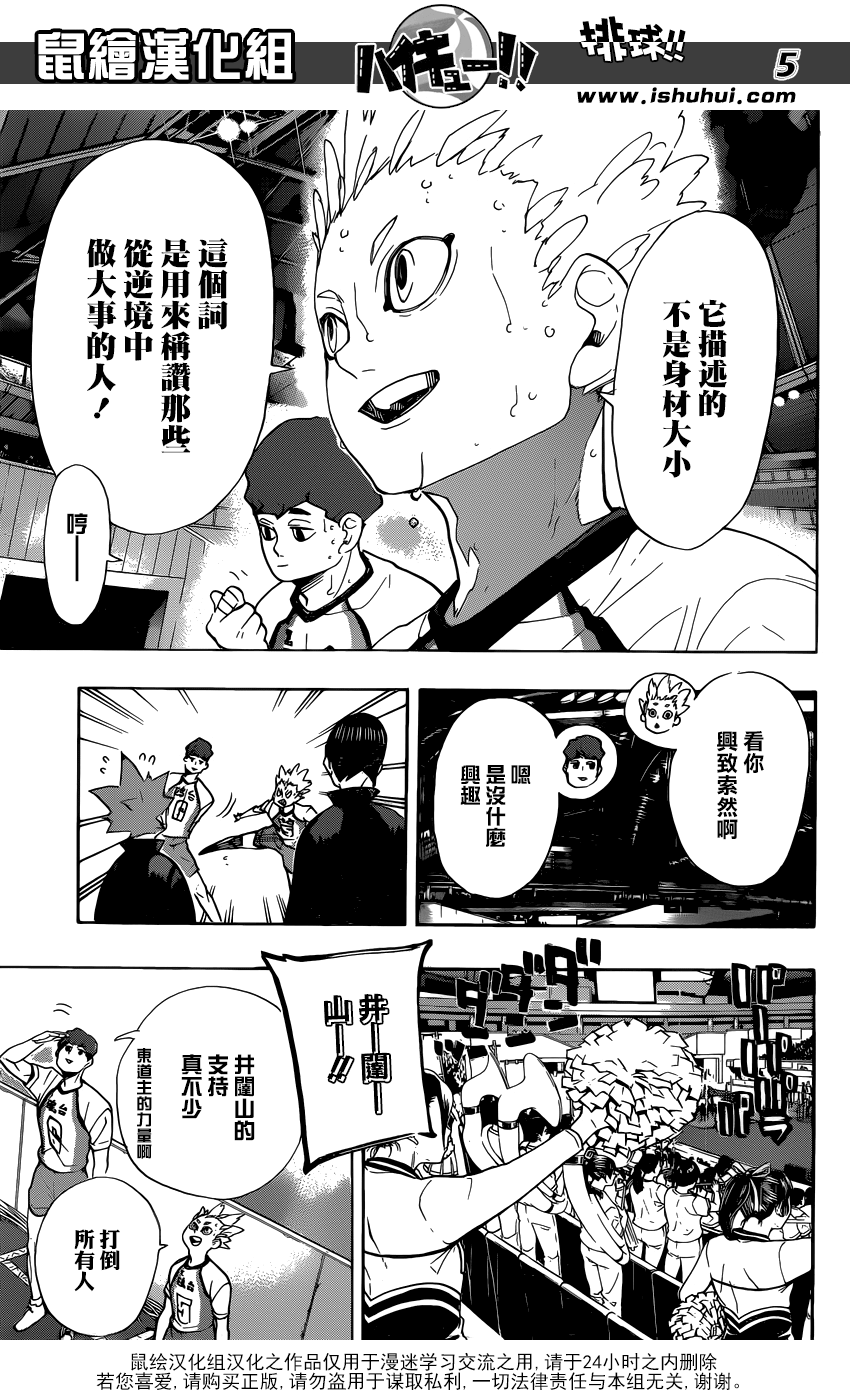 鼠繪漢化組
ハイキュー!!
排球!!
5
www.ishuhui.com
它描述的
不是身材大小
這個詞
是用來稱讚那些
從逆境中
做大事的人！
哼——
看你
興致索然啊
嗯
是沒什麼
興趣
井—闥—
山—!!
井闥山的
支持
真不少
東道主的力量啊
打倒
所有人
鼠绘汉化组汉化之作品仅用于漫迷学习交流之用, 请于24小时之内删除
若您喜爱, 请购买正版, 请勿盗用于谋取私利, 一切法律责任与本组无关, 谢谢。